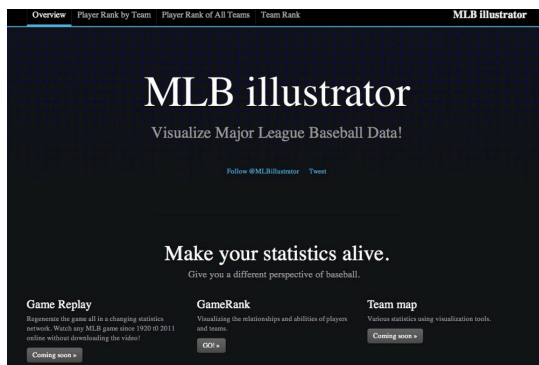 Overview Player Rank by Team Player Rank of All Teams Team Rank MLB illustrator
MLB illustrator
Visualize Major League Baseball Data!
Follow @MLBillustrator Tweet
Make your statistics alive.
Give you a different perspective of baseball.
Game Replay
Regenerate the game all in a changing statistics
network. Watch any MLB game since 1920 t0 2011
online without downloading the video!
Coming soon »
GameRank
Visualizing the relationships and abilities of players
and teams.
GO! »
Team map
Various statistics using visualization tools.
Coming soon »